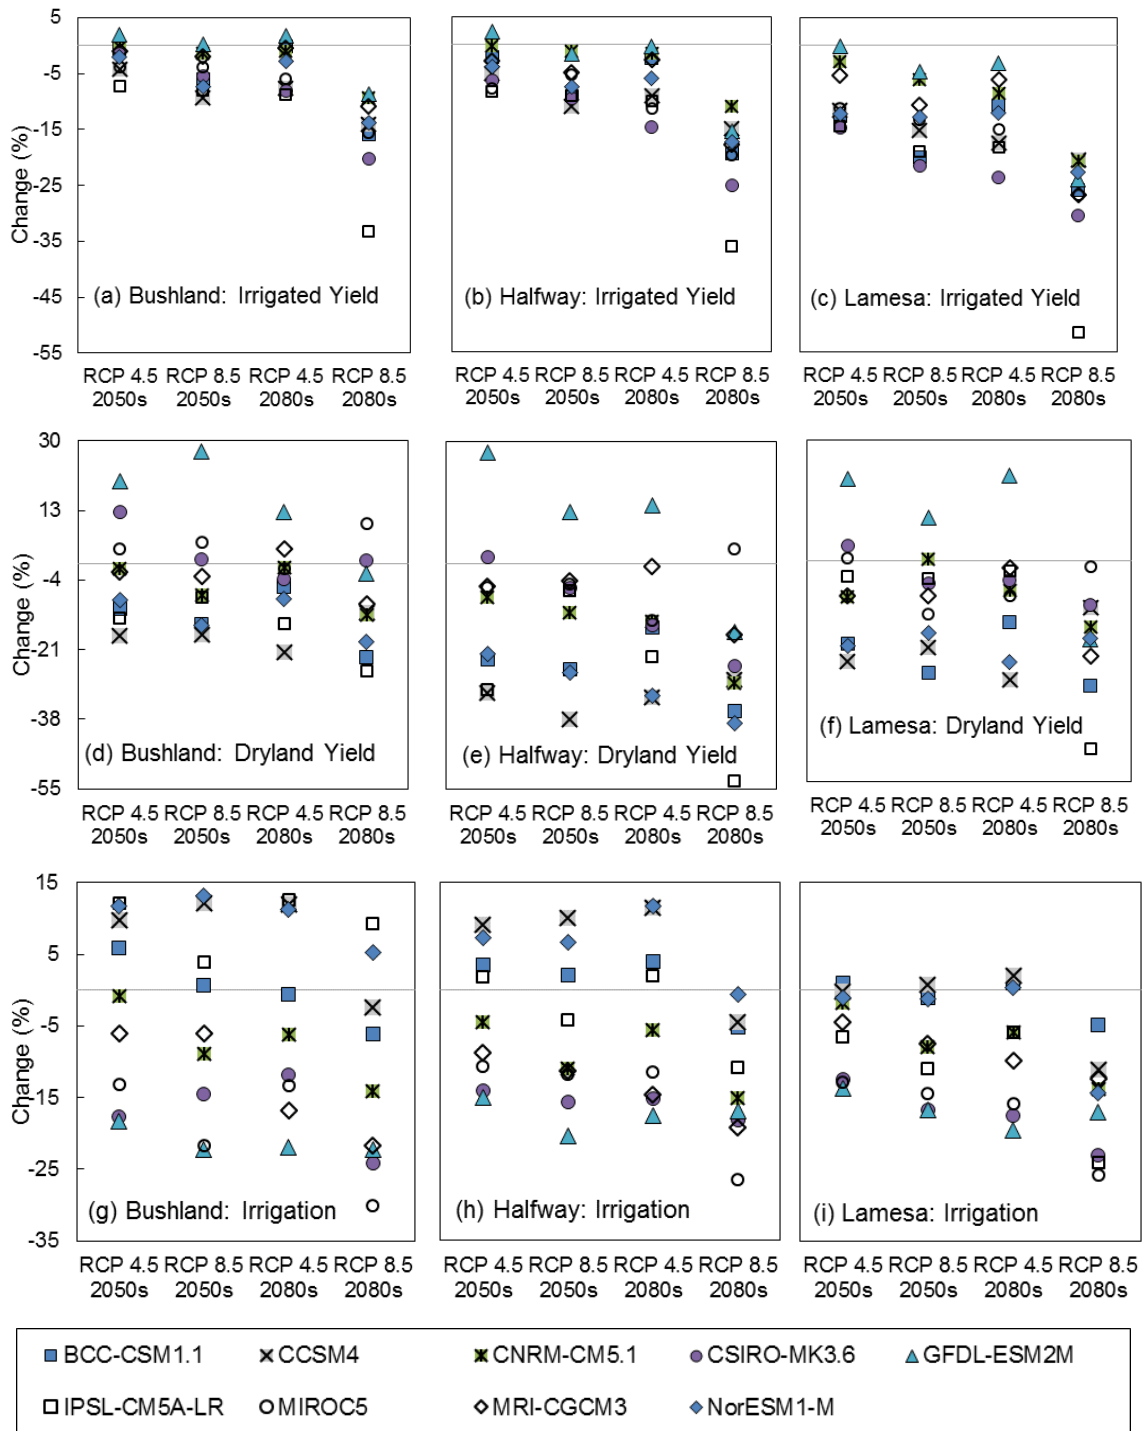 5
-5
-15
-25
-35
-45
-55
Change (%)
(a) Bushland: Irrigated Yield
(b) Halfway: Irrigated Yield
(c) Lamesa: Irrigated Yield
RCP 4.5 RCP 8.5 RCP 4.5 RCP 8.5
2050s 2050s 2080s 2080s
RCP 4.5 RCP 8.5 RCP 4.5 RCP 8.5
2050s 2050s 2080s 2080s
RCP 4.5 RCP 8.5 RCP 4.5 RCP 8.5
2050s 2050s 2080s 2080s
30
13
-4
-21
-38
-55
Change (%)
(d) Bushland: Dryland Yield
(e) Halfway: Dryland Yield
(f) Lamesa: Dryland Yield
RCP 4.5 RCP 8.5 RCP 4.5 RCP 8.5
2050s 2050s 2080s 2080s
RCP 4.5 RCP 8.5 RCP 4.5 RCP 8.5
2050s 2050s 2080s 2080s
RCP 4.5 RCP 8.5 RCP 4.5 RCP 8.5
2050s 2050s 2080s 2080s
15
5
-5
-15
-25
-35
Change (%)
(g) Bushland: Irrigation
(h) Halfway: Irrigation
(i) Lamesa: Irrigation
RCP 4.5 RCP 8.5 RCP 4.5 RCP 8.5
2050s 2050s 2080s 2080s
RCP 4.5 RCP 8.5 RCP 4.5 RCP 8.5
2050s 2050s 2080s 2080s
RCP 4.5 RCP 8.5 RCP 4.5 RCP 8.5
2050s 2050s 2080s 2080s
BCC-CSM1.1 CCSM4 CNRM-CM5.1 CSIRO-MK3.6 GFDL-ESM2M
IPSL-CM5A-LR MIROC5 MRI-CGCM3 NorESM1-M